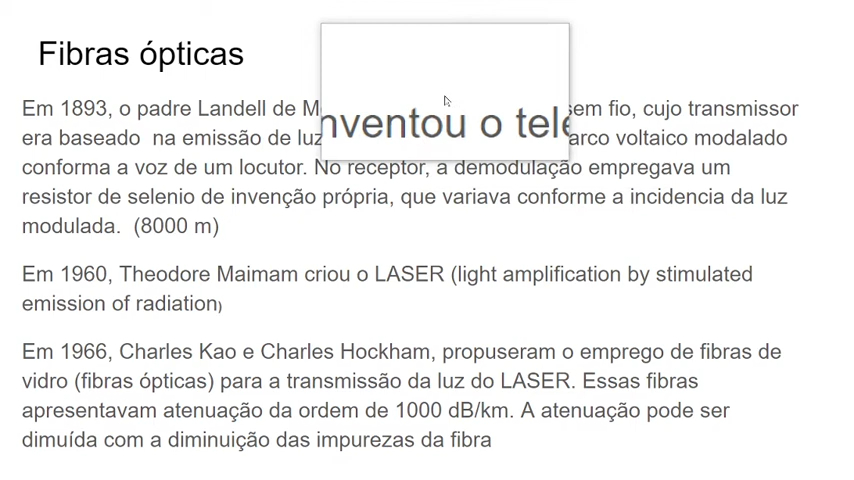 Fibras ópticas
Em 1893, o padre Landell de M nventou o tele sem fio, cujo transmissor
era baseado na emissão de luz arco voltaico modalado
conforma a voz de um locutor. No receptor, a demodulação empregava um
resistor de selenio de invenção própria, que variava conforme a incidencia da luz
modulada. (8000 m)
Em 1960, Theodore Maimam criou o LASER (light amplification by stimulated
emission of radiation)
Em 1966, Charles Kao e Charles Hockham, propuseram o emprego de fibras de
vidro (fibras ópticas) para a transmissão da luz do LASER. Essas fibras
apresentavam atenuação da ordem de 1000 dB/km. A atenuação pode ser
dimuída com a diminuição das impurezas da fibra